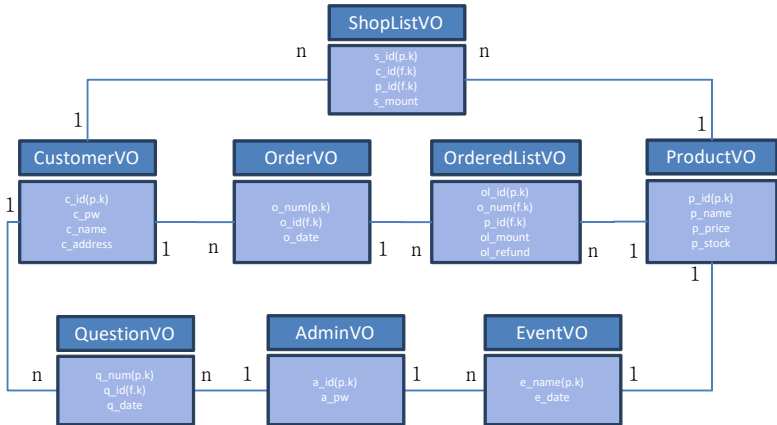 ShopListVO
n
n
s_id(p.k)
c_id(f.k)
p_id(f.k)
s_mount
1
1
CustomerVO
OrderVO
OrderedListVO
ProductVO
c_id(p.k)
c_pw
c_name
c_address
o_num(p.k)
o_id(f.k)
o_date
ol_id(p.k)
o_num(f.k)
p_id(f.k)
ol_mount
ol_refund
p_id(p.k)
p_name
p_price
p_stock
1
1
n
1
n
n
1
1
QuestionVO
AdminVO
EventVO
n
q_num(p.k)
q_id(f.k)
q_date
n
1
a_id(p.k)
a_pw
1
n
e_name(p.k)
e_date
1